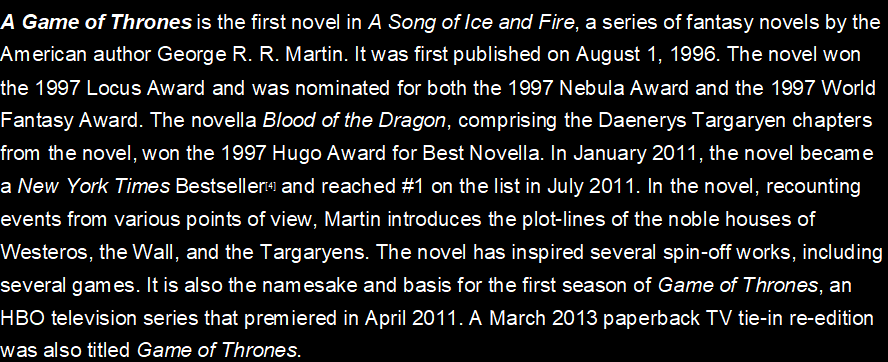 A Game of Thrones is the first novel in A Song of Ice and Fire, a series of fantasy novels by the
American author George R. R. Martin. It was first published on August 1, 1996. The novel won
the 1997 Locus Award and was nominated for both the 1997 Nebula Award and the 1997 World
Fantasy Award. The novella Blood of the Dragon, comprising the Daenerys Targaryen chapters
from the novel, won the 1997 Hugo Award for Best Novella. In January 2011, the novel became
a New York Times Bestseller[4] and reached #1 on the list in July 2011. In the novel, recounting
events from various points of view, Martin introduces the plot-lines of the noble houses of
Westeros, the Wall, and the Targaryens. The novel has inspired several spin-off works, including
several games. It is also the namesake and basis for the first season of Game of Thrones, an
HBO television series that premiered in April 2011. A March 2013 paperback TV tie-in re-edition
was also titled Game of Thrones.